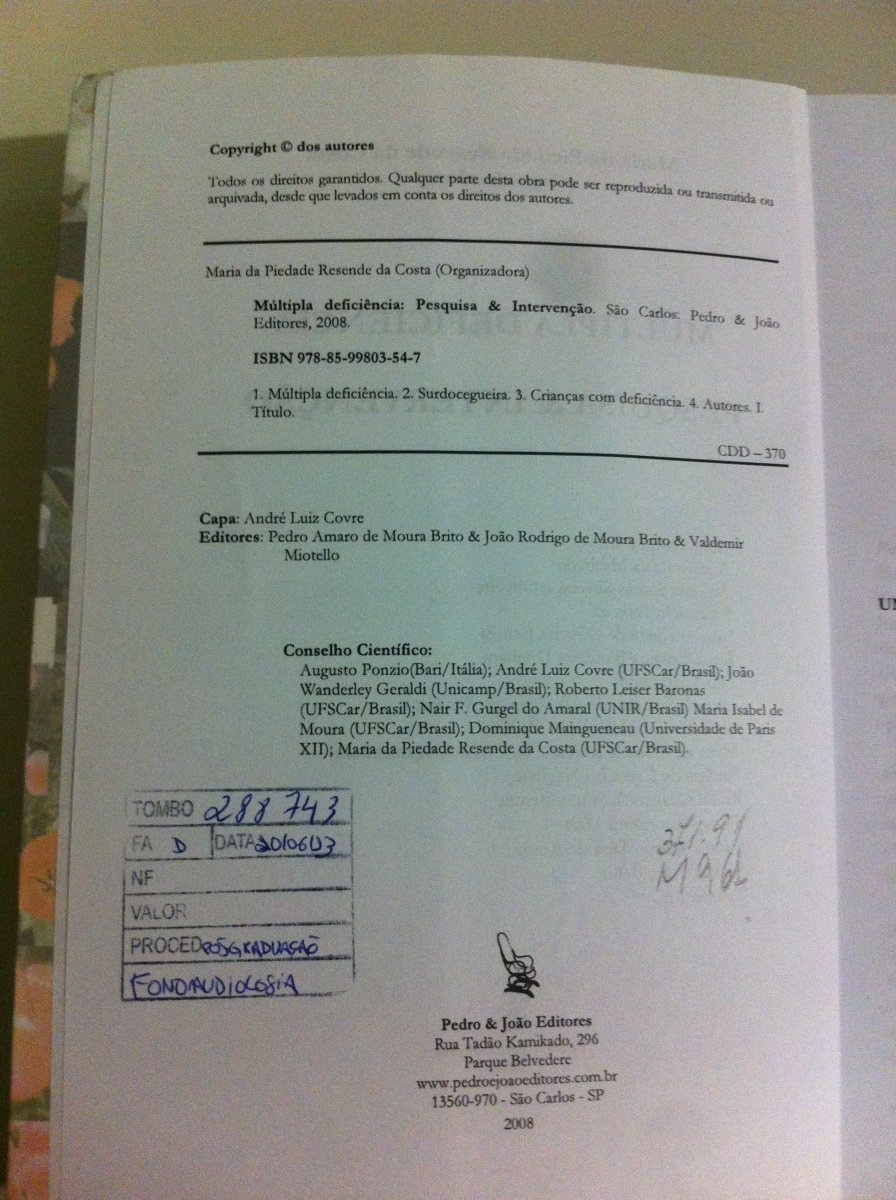 Copyright © dos autores
Todos os direitos garantidos. Qualquer parte desta obra pode ser reproduzida ou transmitida ou
arquivada, desde que levados em conta os direitos dos autores.
Maria da Piedade Resende da Costa (Organizadora)
Múltipla deficiência: Pesquisa & Intervenção. São Carlos: Pedro & João
Editores, 2008.
ISBN 978-85-99803-54-7
1. Múltipla deficiência. 2. Surdocegueira. 3. Crianças com deficiência. 4. Autores. I.
Título.
CDD – 370
Capa: André Luiz Covre
Editores: Pedro Amaro de Moura Brito & João Rodrigo de Moura Brito & Valdemir
Miotello
Conselho Científico:
Augusto Ponzio(Bari/Itália); André Luiz Covre (UFSCar/Brasil); João
Wanderley Geraldi (Unicamp/Brasil); Roberto Leiser Baronas
(UFSCar/Brasil); Nair F. Gurgel do Amaral (UNIR/Brasil) Maria Isabel de
Moura (UFSCar/Brasil); Dominique Maingueneau (Universidade de Paris
XII); Maria da Piedade Resende da Costa (UFSCar/Brasil).
TOMBO 288743
FA D DATA 20/06/13
NF
VALOR
PROCED PÓSGRADUAÇÃO
FONOAUDIOLOGIA
371.91
Pedro & João Editores
Rua Tadão Kamikado, 296
Parque Belvedere
www.pedroejoaoeditores.com.br
13560-970 - São Carlos - SP
2008